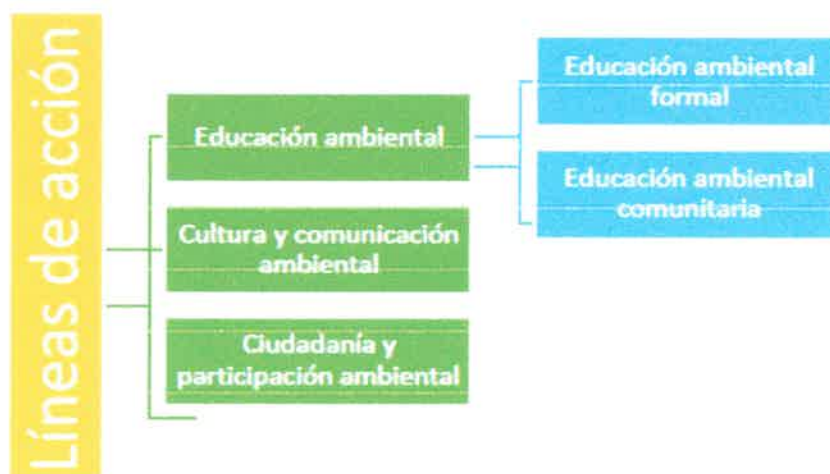 Líneas de acción
Educación ambiental
Cultura y comunicación
ambiental
Ciudadanía y
participación ambiental
Educación ambiental
formal
Educación ambiental
comunitaria